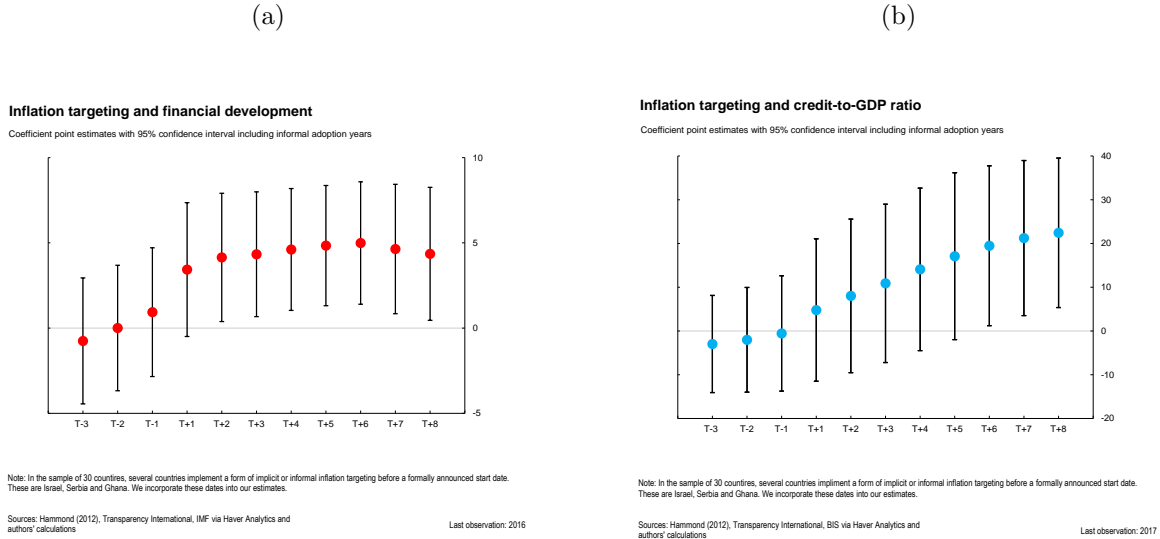 (a)
Inflation targeting and financial development
Coefficient point estimates with 95% confidence interval including informal adoption years
10
5
0
-5
T-3 T-2 T-1 T+1 T+2 T+3 T+4 T+5 T+6 T+7 T+8
Note: In the sample of 30 countires, several countries implement a form of implicit or informal inflation targeting before a formally announced start date.
These are Israel, Serbia and Ghana. We incorporate these dates into our estimates.
Sources: Hammond (2012), Transparency International, IMF via Haver Analytics and
authors' calculations
Last observation: 2016
(b)
Inflation targeting and credit-to-GDP ratio
Coefficient point estimates with 95% confidence interval including informal adoption years
40
30
20
10
0
-10
-20
T-3 T-2 T-1 T+1 T+2 T+3 T+4 T+5 T+6 T+7 T+8
Note: In the sample of 30 countries, several countries impliment a form of implicit or informal inflation targeting before a formally announced start date.
These are Israel, Serbia and Ghana. We incorporate these dates into our estimates.
Sources: Hammond (2012), Transparency International, BIS via Haver Analytics and
authors' calculations
Last observation: 2017